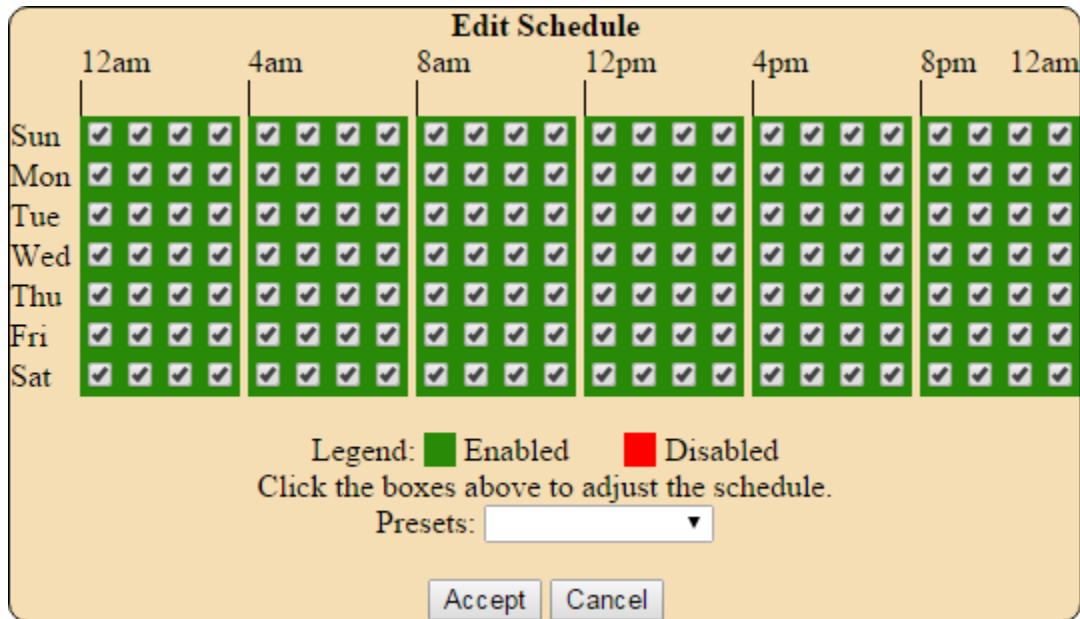 Edit Schedule
12am 4am 8am 12pm 4pm 8pm 12am
Sun
Mon
Tue
Wed
Thu
Fri
Sat
Legend: Enabled Disabled
Click the boxes above to adjust the schedule.
Presets:
Accept Cancel